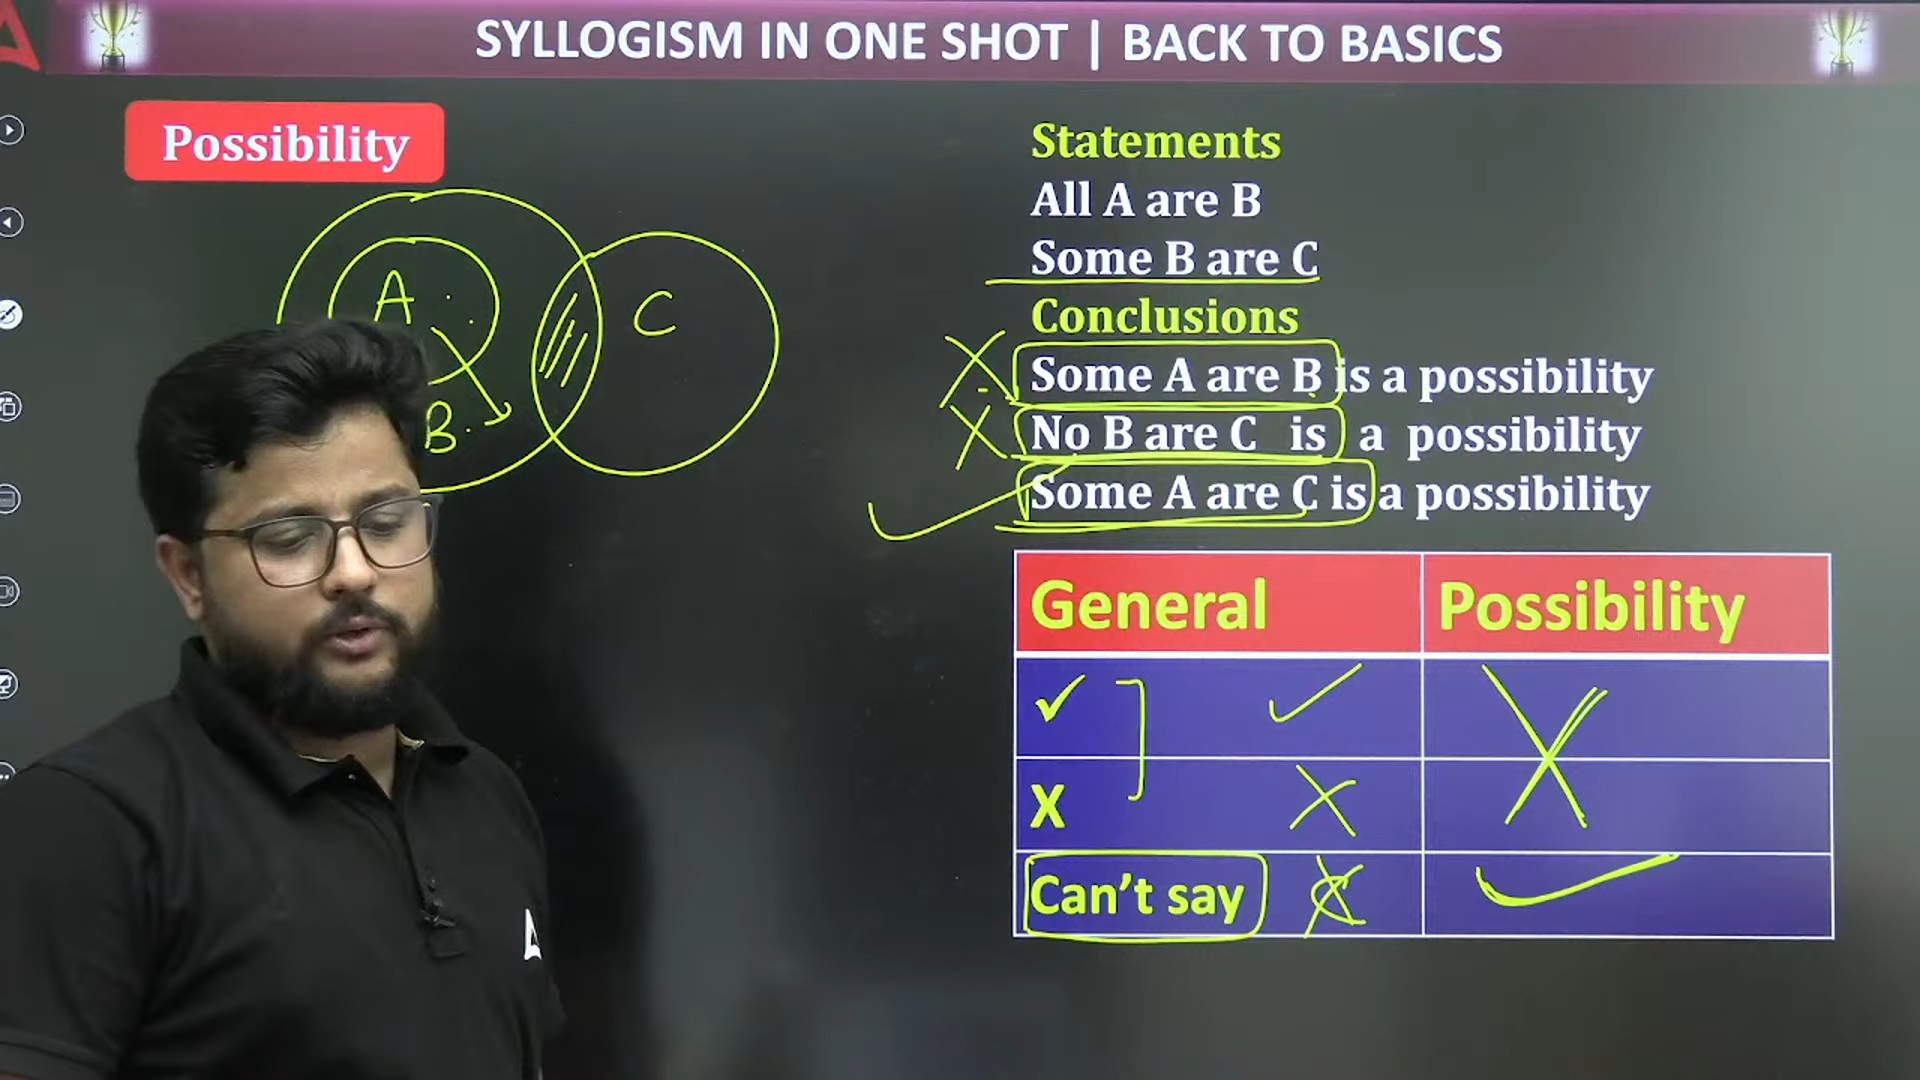 SYLLOGISM IN ONE SHOT | BACK TO BASICS
Possibility
Statements
All A are B
Some B are C
Conclusions
Some A are B is a possibility
No B are C is a possibility
Some A are C is a possibility
A
B
C
General Possibility
✓ ✓ X
X X
Can't say ✓